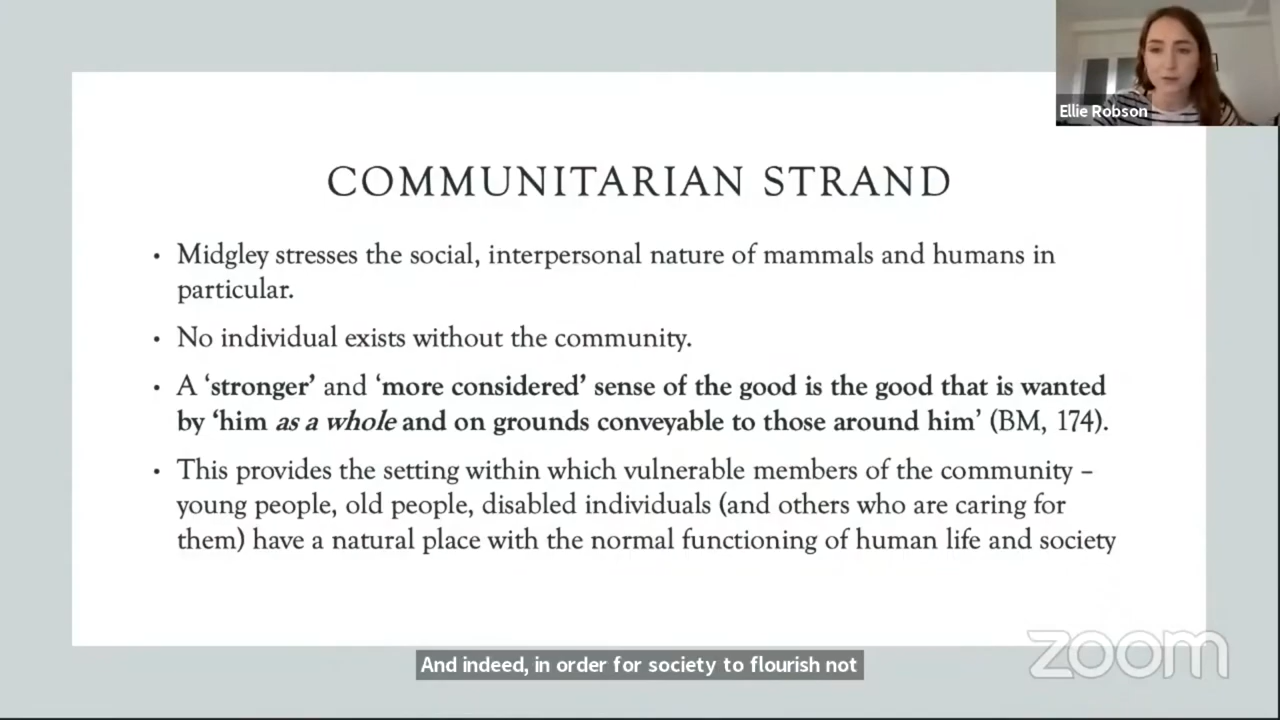 Ellie Robson
COMMUNITARIAN STRAND
• Midgley stresses the social, interpersonal nature of mammals and humans in
particular.
• No individual exists without the community.
• A ‘stronger’ and ‘more considered’ sense of the good is the good that is wanted
by ‘him as a whole and on grounds conveyable to those around him’ (BM, 174).
• This provides the setting within which vulnerable members of the community –
young people, old people, disabled individuals (and others who are caring for
them) have a natural place with the normal functioning of human life and society
zoom
And indeed, in order for society to flourish not